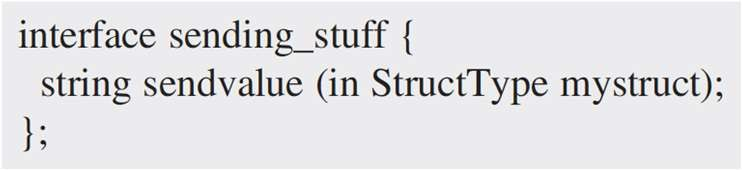 interface sending_stuff {
string sendvalue (in StructType mystruct);
};